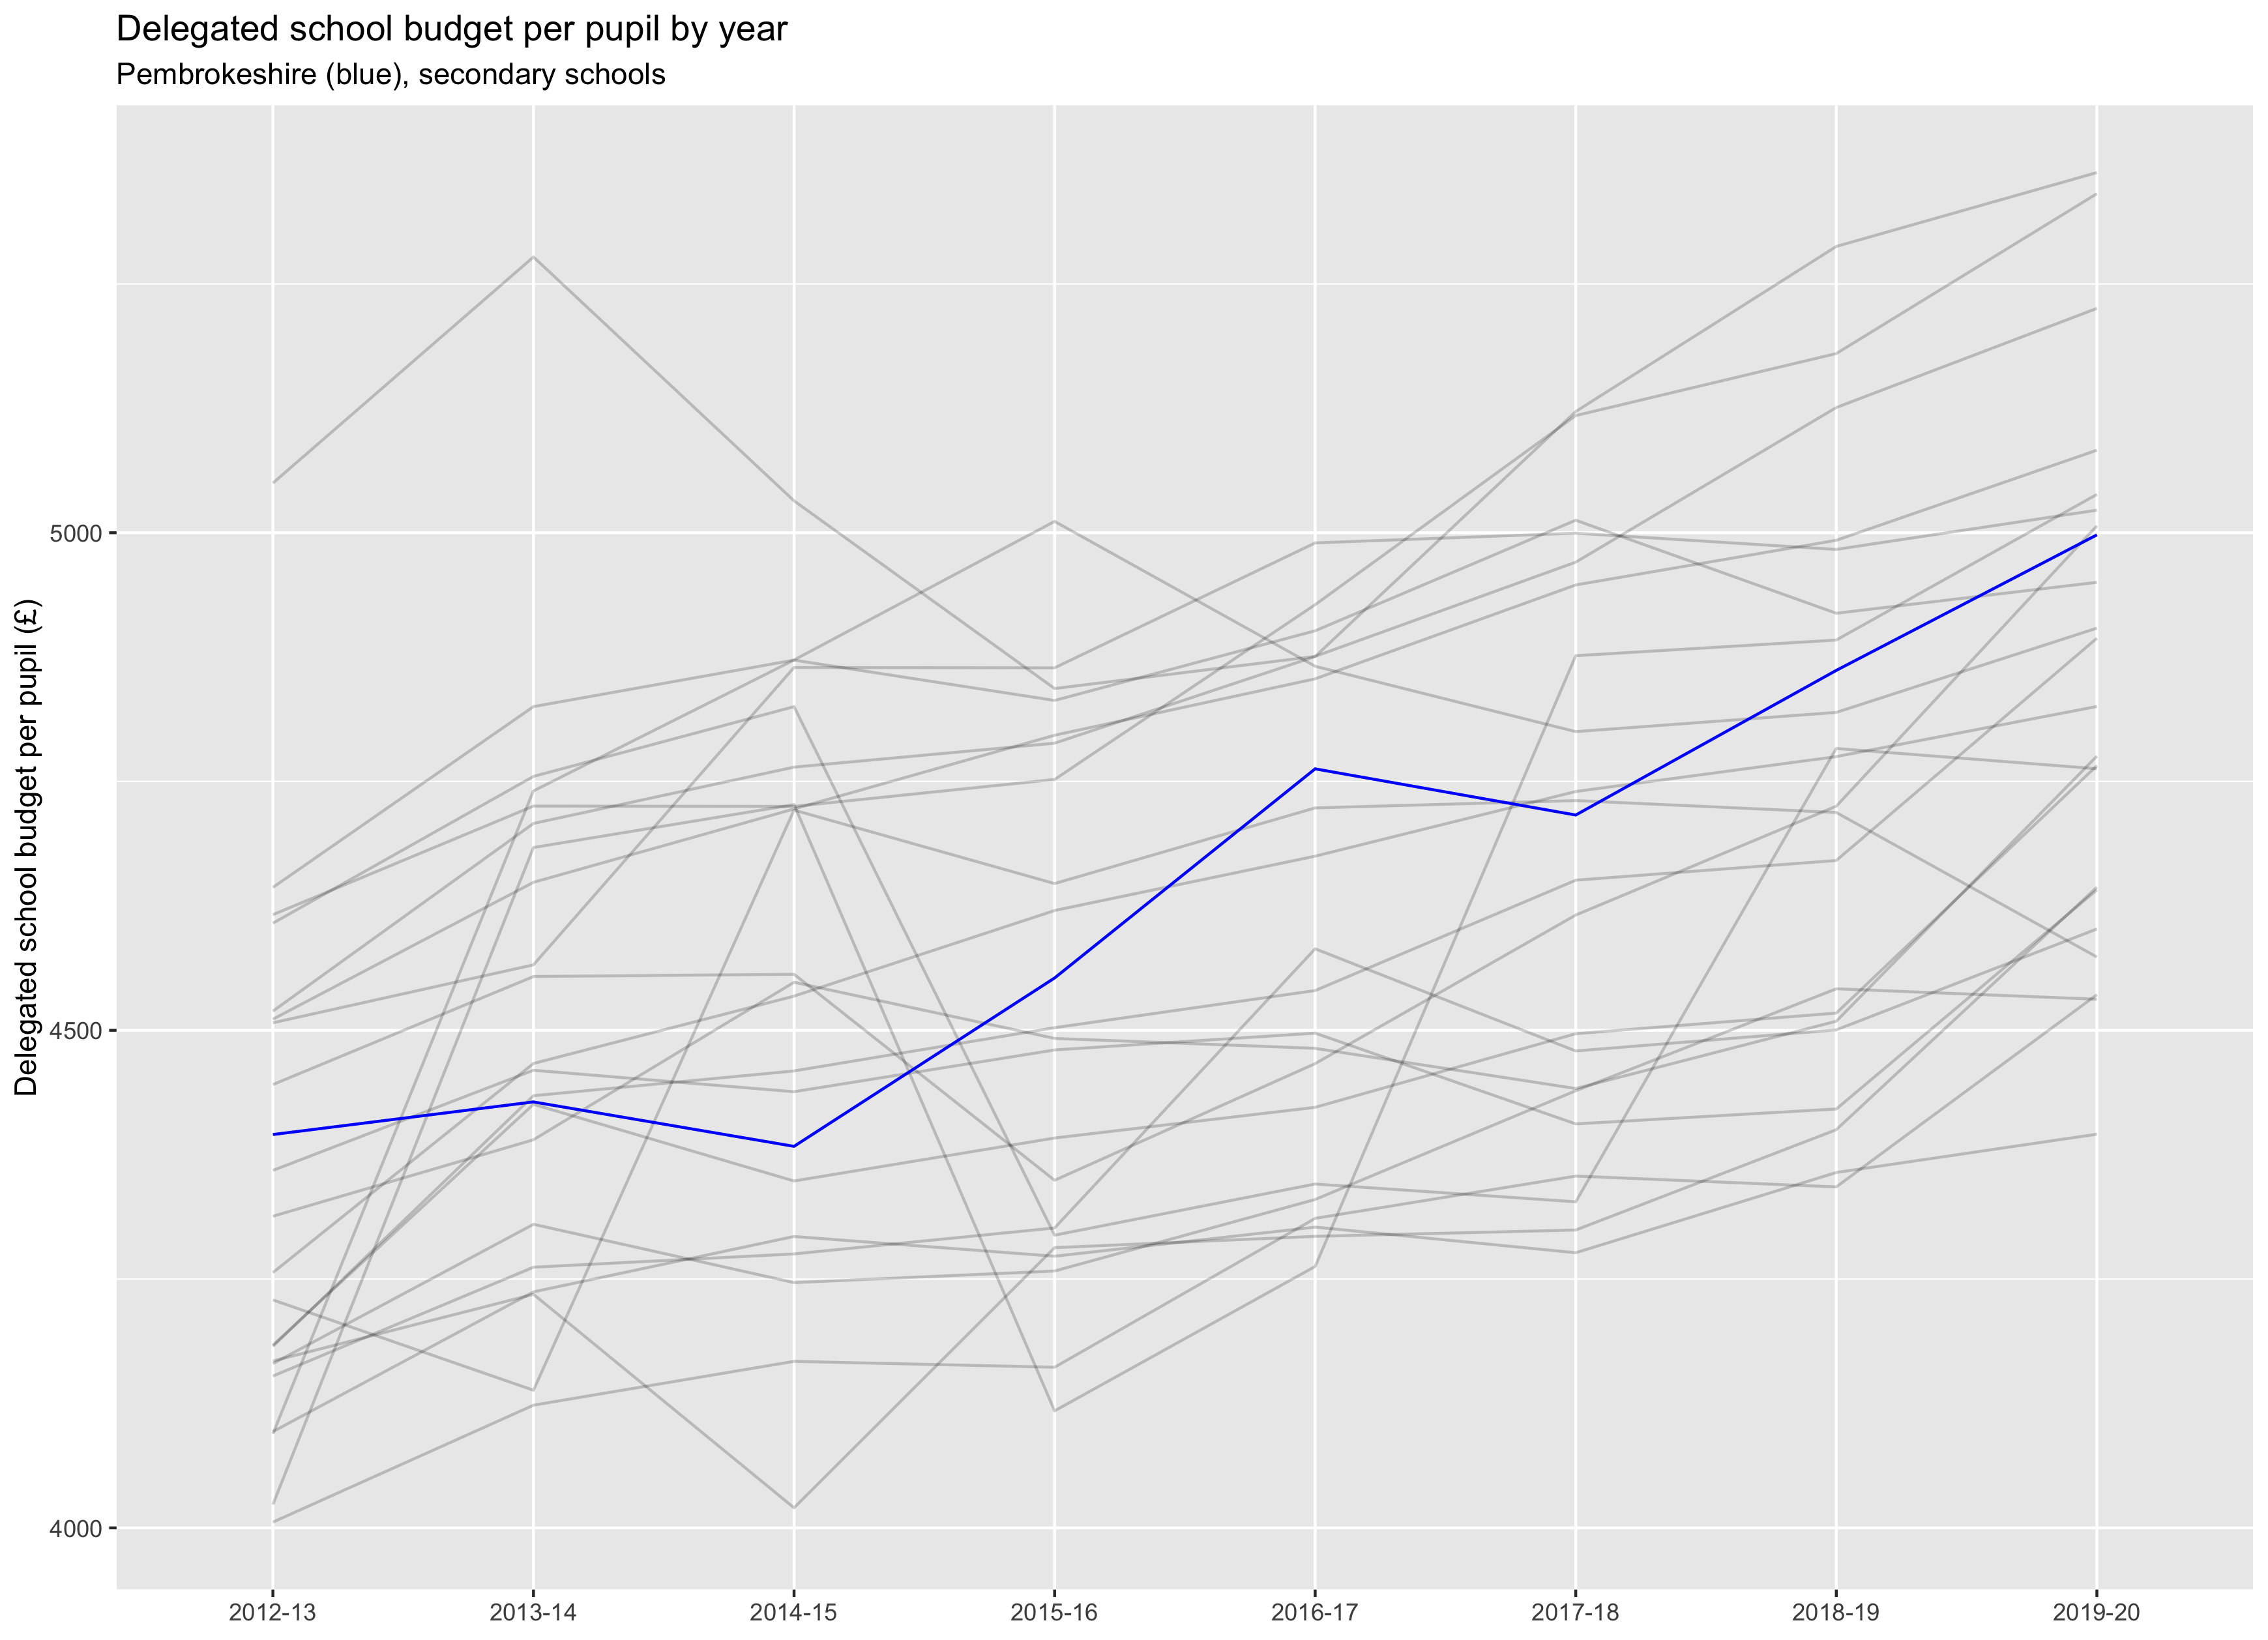 Delegated school budget per pupil by year
Pembrokeshire (blue), secondary schools
Delegated school budget per pupil (£)
5000
4500
4000
2012-13 2013-14 2014-15 2015-16 2016-17 2017-18 2018-19 2019-20